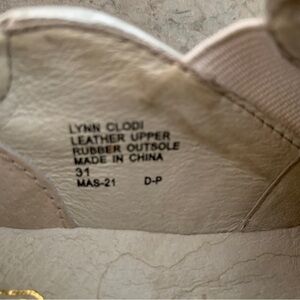 LYNN CLODI
LEATHER UPPER
RUBBER OUTSOLE
MADE IN CHINA
31
MAS-21 D-P